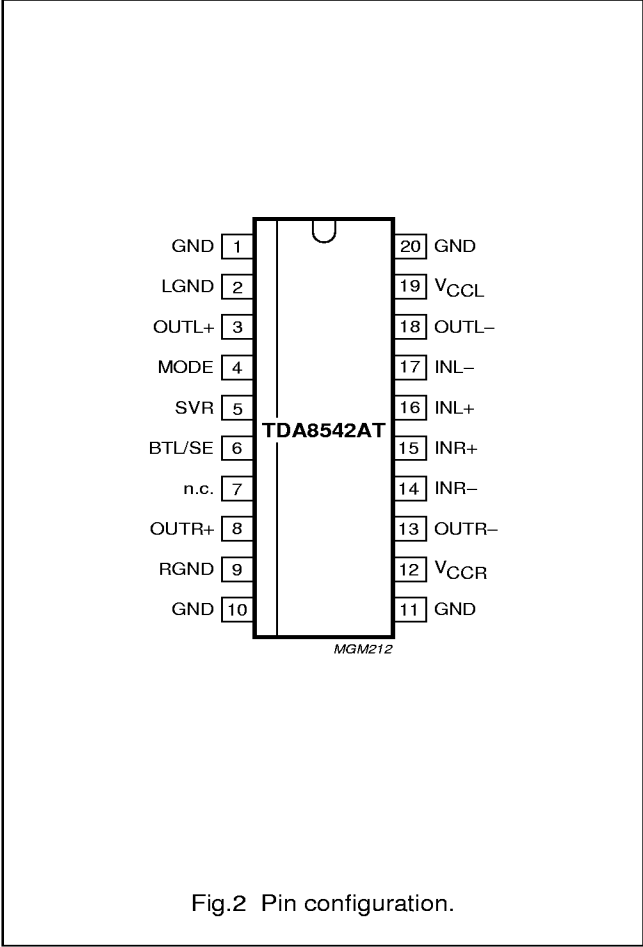 GND 1 20 GND
LGND 2 19 VCCL
OUTL+ 3 18 OUTL−
MODE 4 17 INL−
SVR 5 16 INL+
TDA8542AT
BTL/SE 6 15 INR+
n.c. 7 14 INR−
OUTR+ 8 13 OUTR−
RGND 9 12 VCCR
GND 10 11 GND
MGM212
Fig.2 Pin configuration.